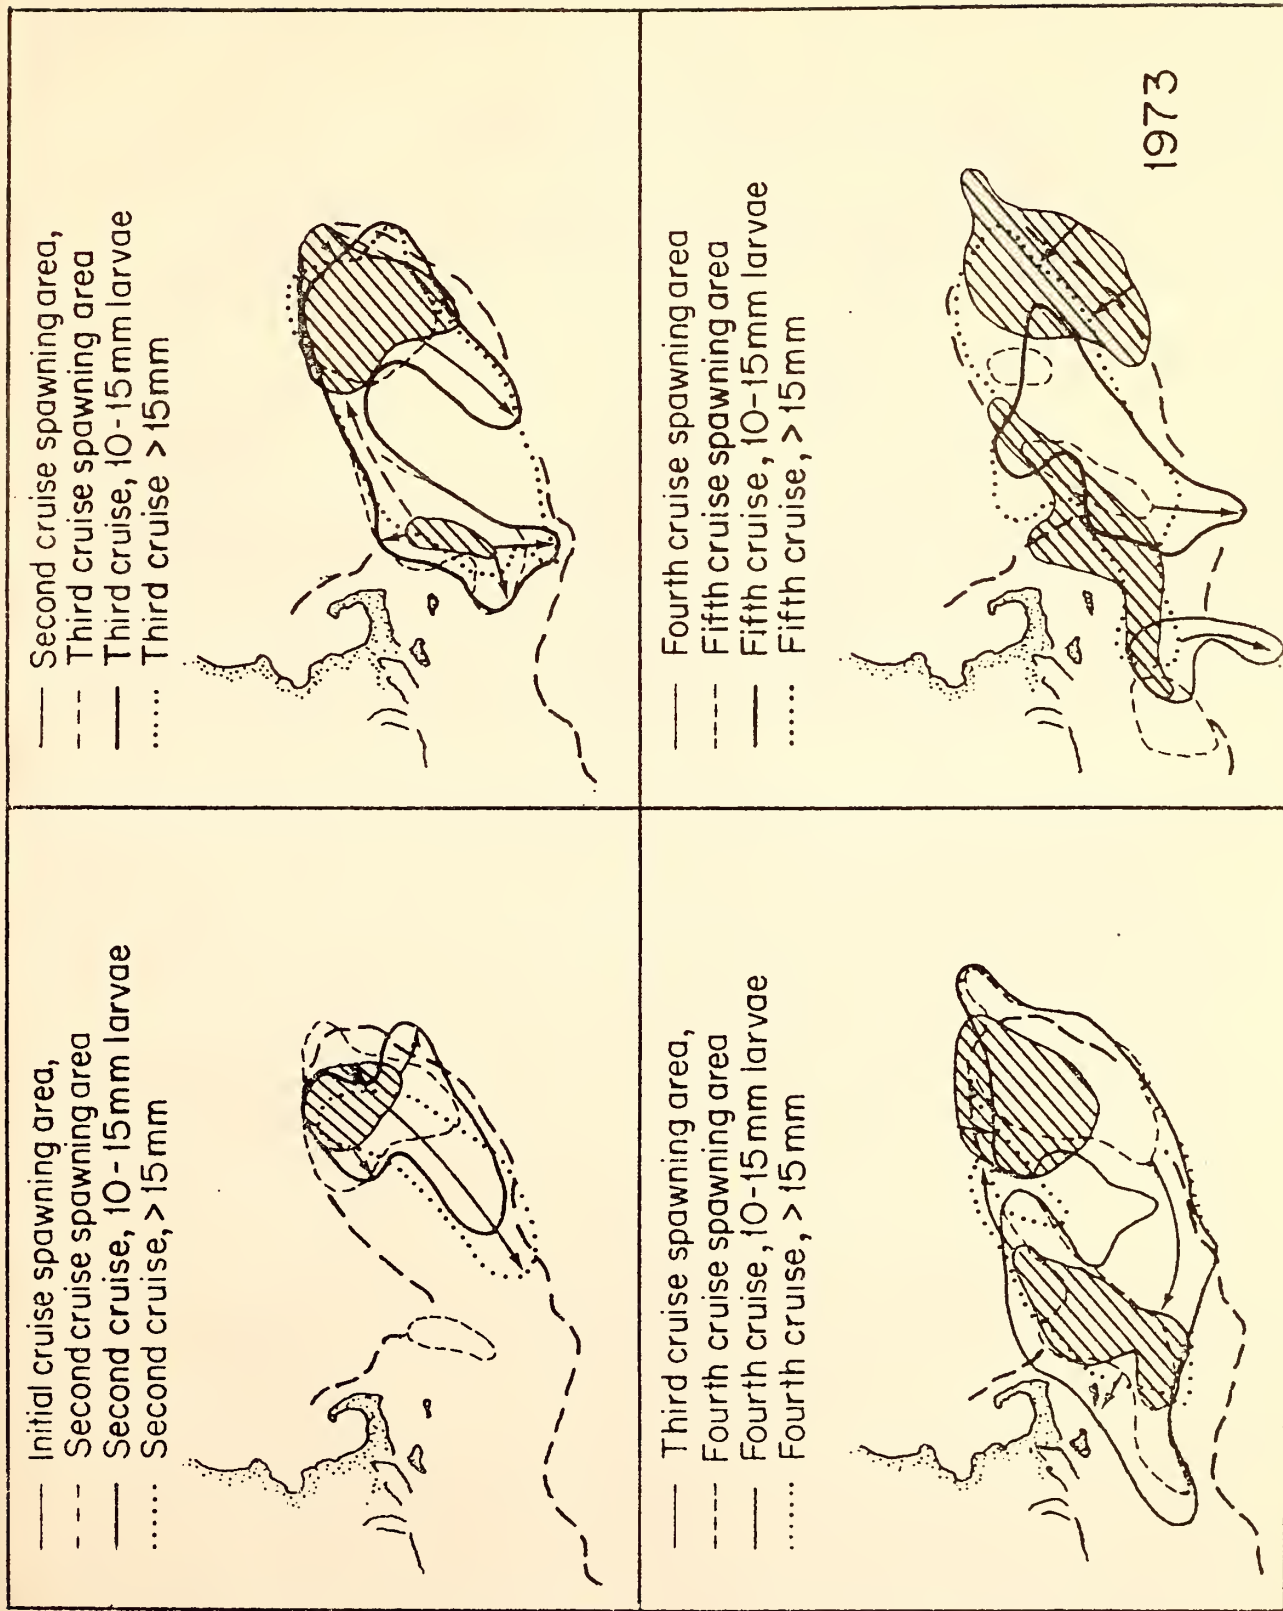 Initial cruise spawning area,
Second cruise spawning area
Second cruise, 10-15mm larvae
Second cruise, > 15mm
Second cruise spawning area,
Third cruise spawning area
Third cruise, 10-15mm larvae
Third cruise > 15mm
Third cruise spawning area,
Fourth cruise spawning area
Fourth cruise, 10-15mm larvae
Fourth cruise, > 15mm
Fourth cruise spawning area
Fifth cruise spawning area
Fifth cruise, 10-15mm larvae
Fifth cruise, > 15mm
1973